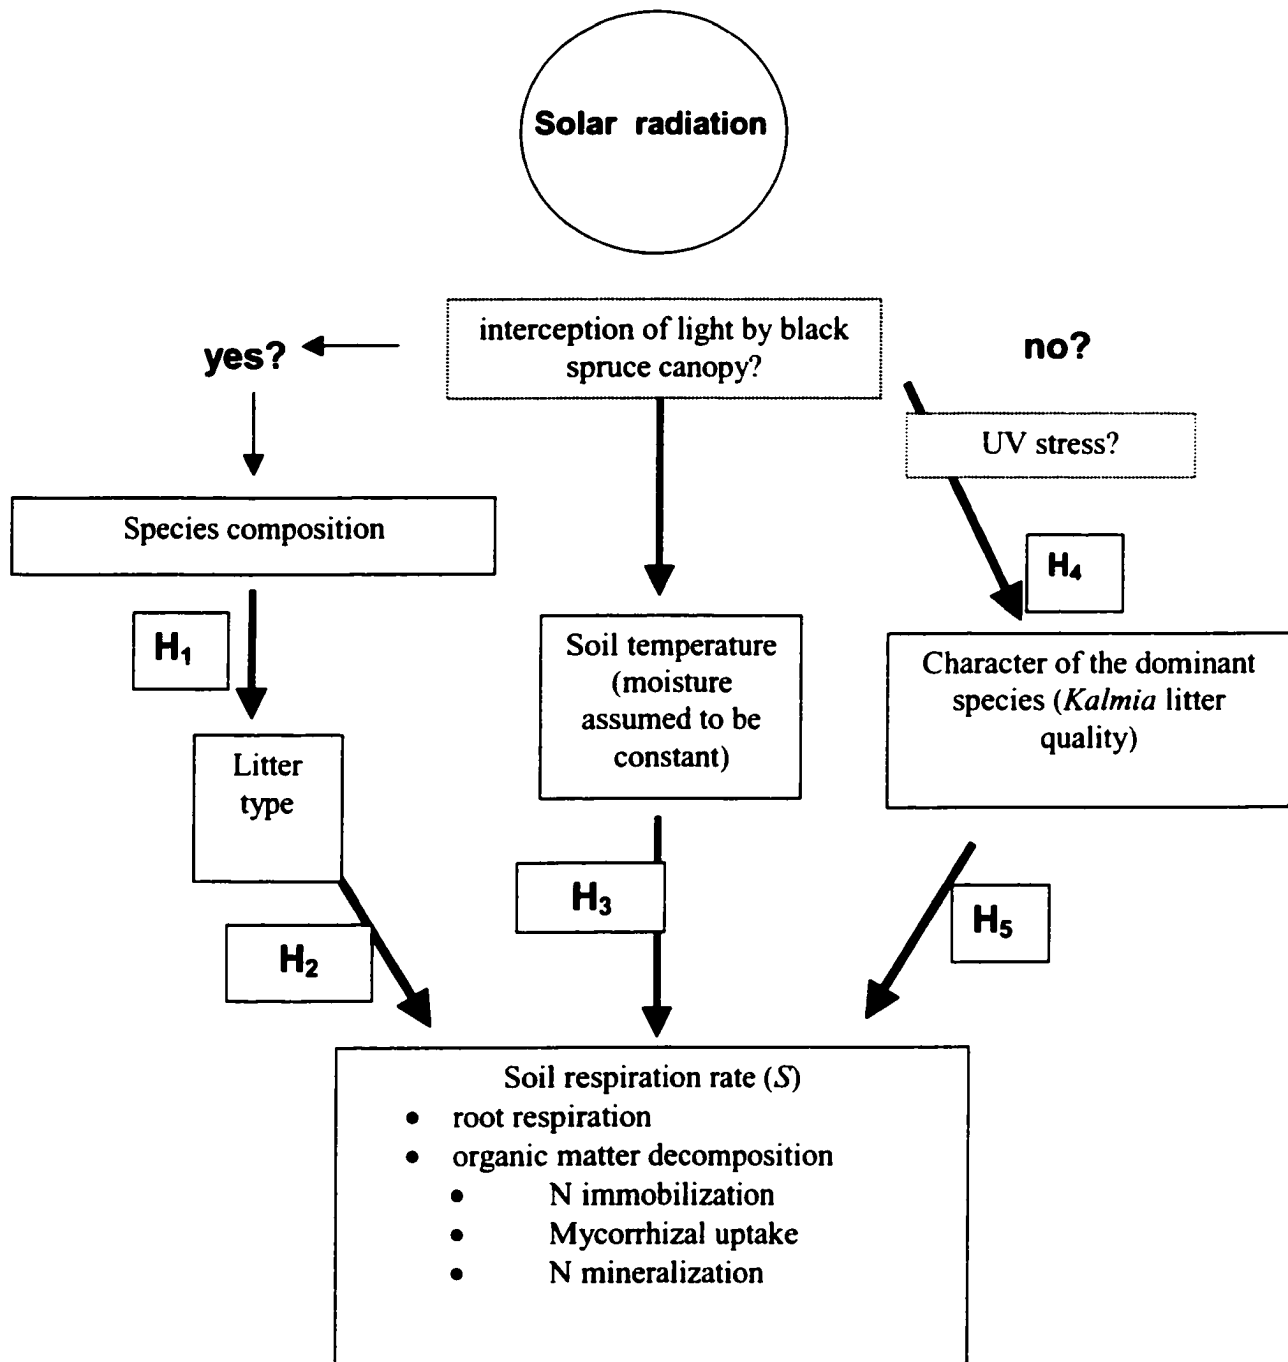 Solar radiation
interception of light by black
spruce canopy?
yes?
no?
UV stress?
Species composition
H₄
H₁
Soil temperature
(moisture
assumed to be
constant)
Character of the dominant
species (Kalmia litter
quality)
Litter
type
H₃
H₅
H₂
Soil respiration rate (S)
• root respiration
• organic matter decomposition
• N immobilization
• Mycorrhizal uptake
• N mineralization